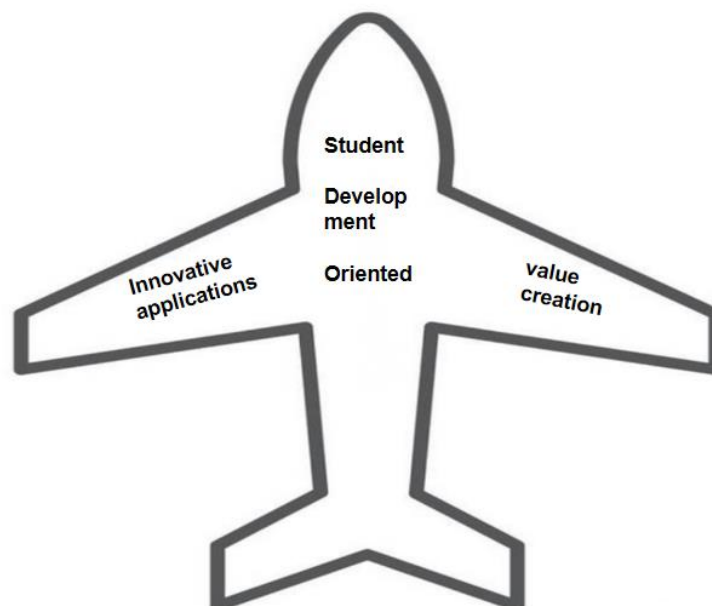 Student
Develop
ment
Oriented
Innovative
applications
value
creation